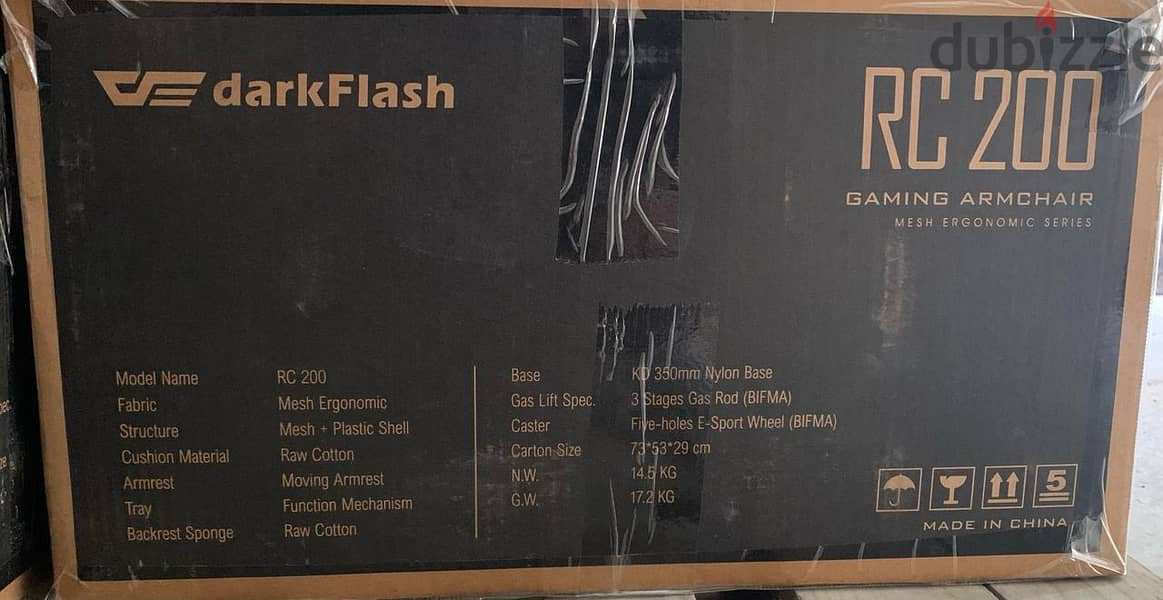 dubizzle
darkFlash
RC 200
GAMING ARMCHAIR
MESH ERGONOMIC SERIES
Model Name RC 200
Fabric Mesh Ergonomic
Structure Mesh + Plastic Shell
Cushion Material Raw Cotton
Armrest Moving Armrest
Tray Function Mechanism
Backrest Sponge Raw Cotton
Base KD 350mm Nylon Base
Gas Lift Spec. 3 Stages Gas Rod (BIFMA)
Caster Five-holes E-Sport Wheel (BIFMA)
Carton Size 73*53*29 cm
N.W. 14.5 KG
G.W. 17.2 KG
5
MADE IN CHINA